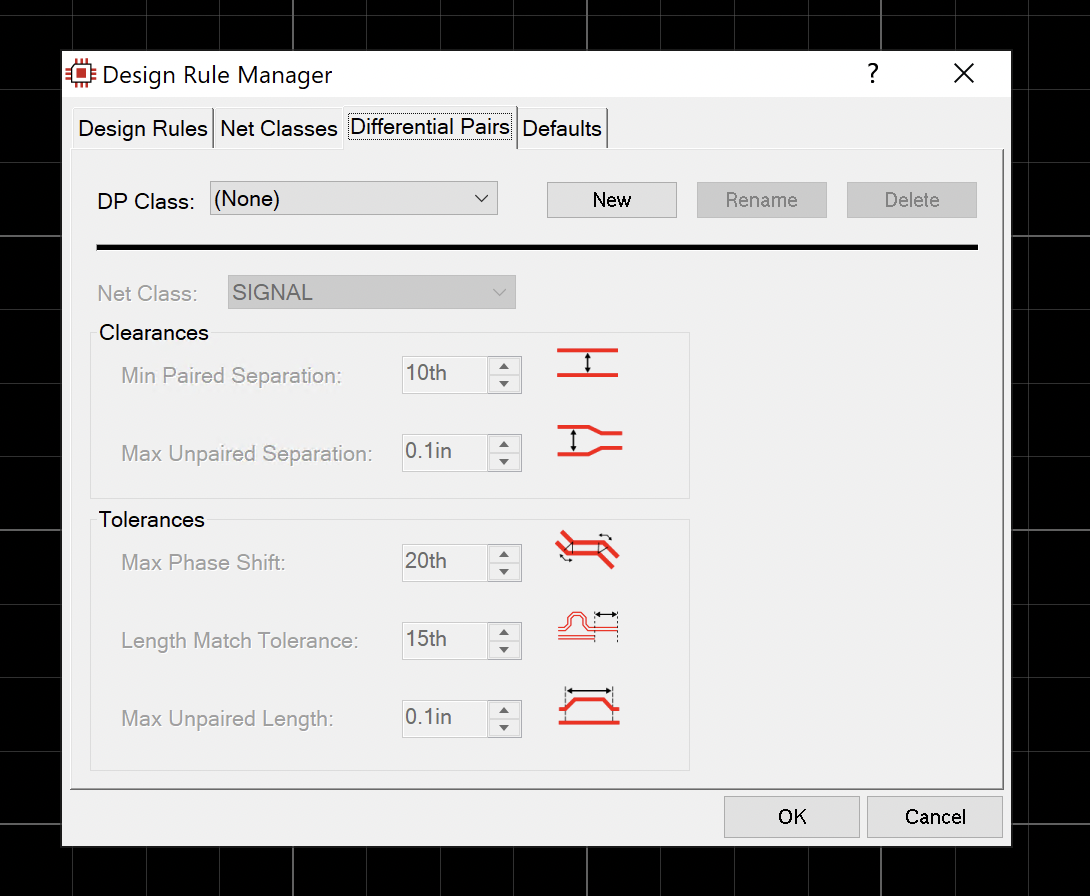 Design Rule Manager ?
Design Rules Net Classes Differential Pairs Defaults
DP Class: (None) New Rename Delete
Net Class: SIGNAL
Clearances
Min Paired Separation: 10th
Max Unpaired Separation: 0.1in
Tolerances
Max Phase Shift: 20th
Length Match Tolerance: 15th
Max Unpaired Length: 0.1in
OK Cancel